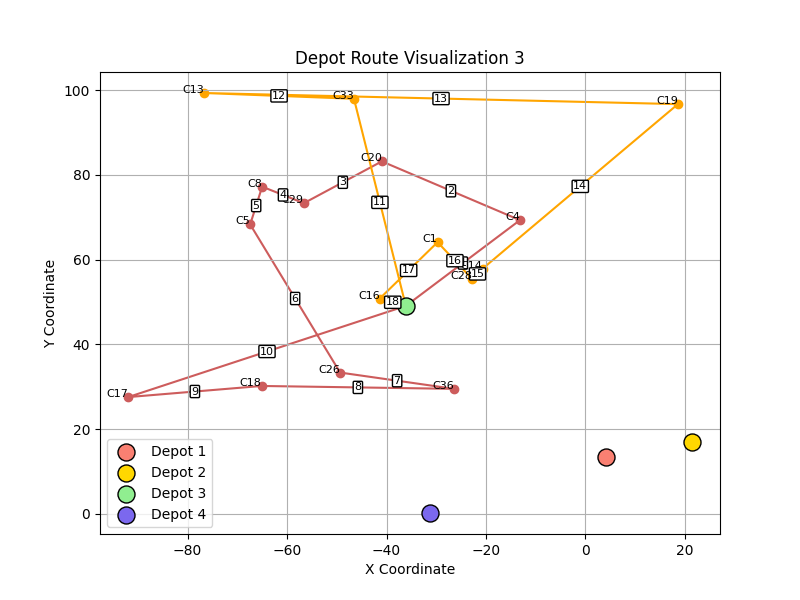 Depot Route Visualization 3
Y Coordinate
100
80
60
40
20
0
C13
12
C33
13
C19
C20
3
C8
4
C29
2
14
5
11
C5
C4
C1
16
C14
17
15
C28
C16
18
6
10
C26
7
C18
8
C36
C17
9
Depot 1
Depot 2
Depot 3
Depot 4
−80
−60
−40
−20
0
20
X Coordinate